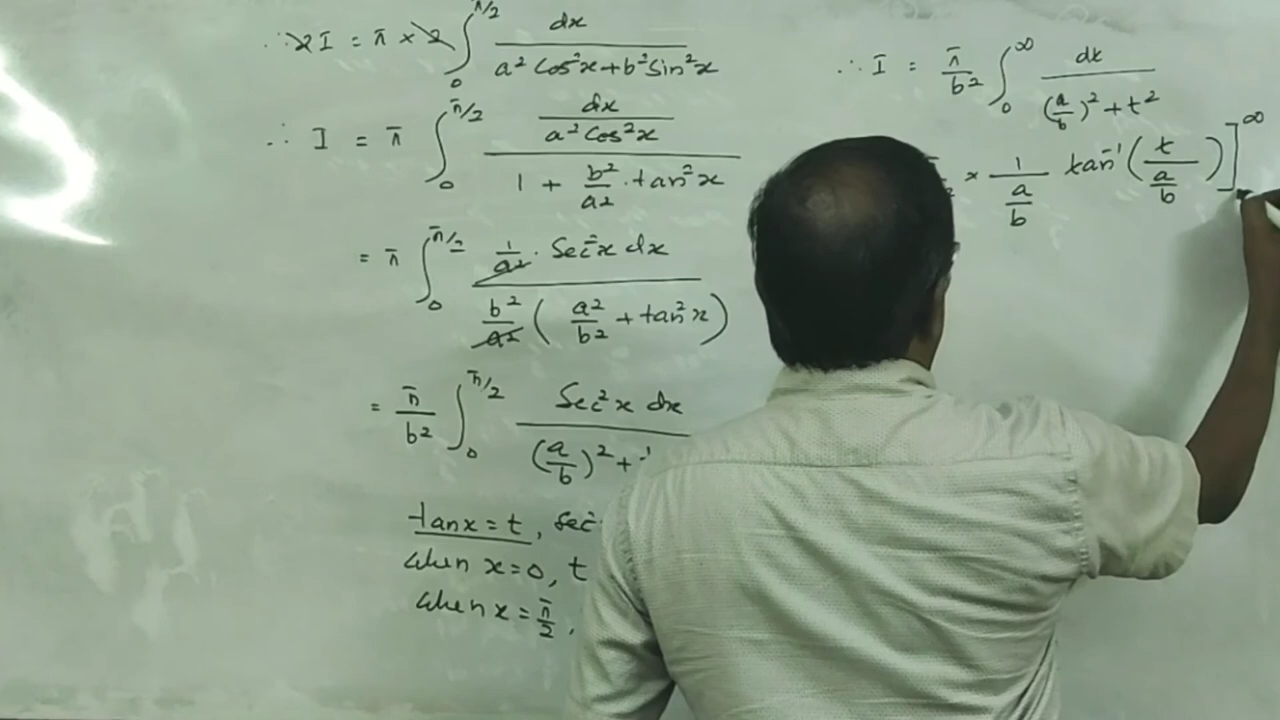 ∴ 2I = π × 2 ∫₀^{π/2} dx / (a² cos²x + b² sin²x)
∴ I = π ∫₀^{π/2} (dx / (a² cos²x)) / (1 + b²/a² · tan²x)
= π ∫₀^{π/2} (1/a² · Sec²x dx) / (b²/a² (a²/b² + tan²x))
= π/b² ∫₀^{π/2} Sec²x dx / ((a/b)² +
tanx = t, Sec²
when x = 0, t
when x = π/2,
∴ I = π/b² ∫₀^∞ dt / ((a/b)² + t²)
× 1/(a/b) tan⁻¹(t/(a/b))]^∞